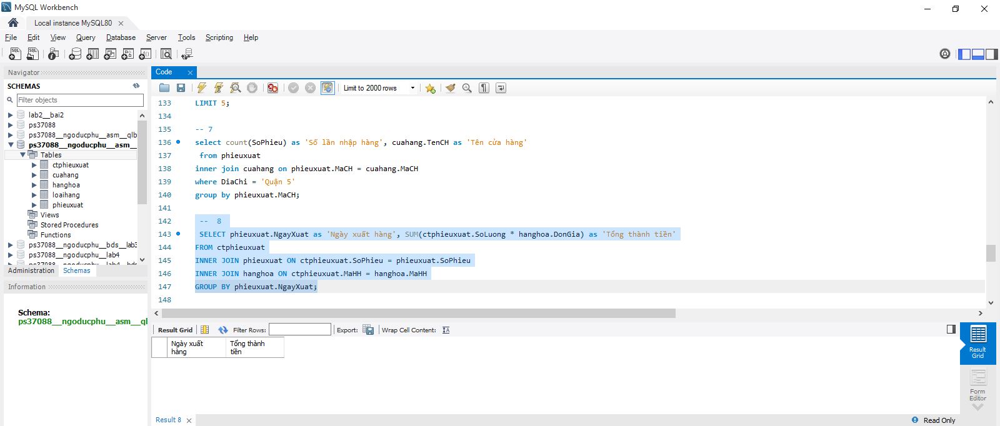 MySQL Workbench
Local instance MySQL80
File Edit View Query Database Server Tools Scripting Help
Navigator
SCHEMAS
Filter objects
lab2__bai2
ps37088
ps37088__ngoducphu__asm__qlb
ps37088__ngoducphu__asm__
Tables
ctphieuxuat
cuahang
hanghoa
loaihang
phieuxuat
Views
Stored Procedures
Functions
ps37088__ngoducphu__bds__lab3
ps37088__ngoducphu__lab4
ps37088__ngoducphu__lab4__bds
Administration Schemas
Information
Schema:
ps37088__ngoducphu__asm__ql
Code
Limit to 2000 rows
133 LIMIT 5;
134
135 -- 7
136 select count(SoPhieu) as 'Số lần nhập hàng', cuahang.TenCH as 'Tên cửa hàng'
137 from phieuxuat
138 inner join cuahang on phieuxuat.MaCH = cuahang.MaCH
139 where DiaChi = 'Quận 5'
140 group by phieuxuat.MaCH;
141
142 -- 8
143 SELECT phieuxuat.NgayXuat as 'Ngày xuất hàng', SUM(ctphieuxuat.SoLuong * hanghoa.DonGia) as 'Tổng thành tiền'
144 FROM ctphieuxuat
145 INNER JOIN phieuxuat ON ctphieuxuat.SoPhieu = phieuxuat.SoPhieu
146 INNER JOIN hanghoa ON ctphieuxuat.MaHH = hanghoa.MaHH
147 GROUP BY phieuxuat.NgayXuat;
148
Result Grid Filter Rows: Export: Wrap Cell Content:
Ngày xuất
hàng
Tổng thành
tiền
Result
Grid
Form
Editor
Result 8
Read Only